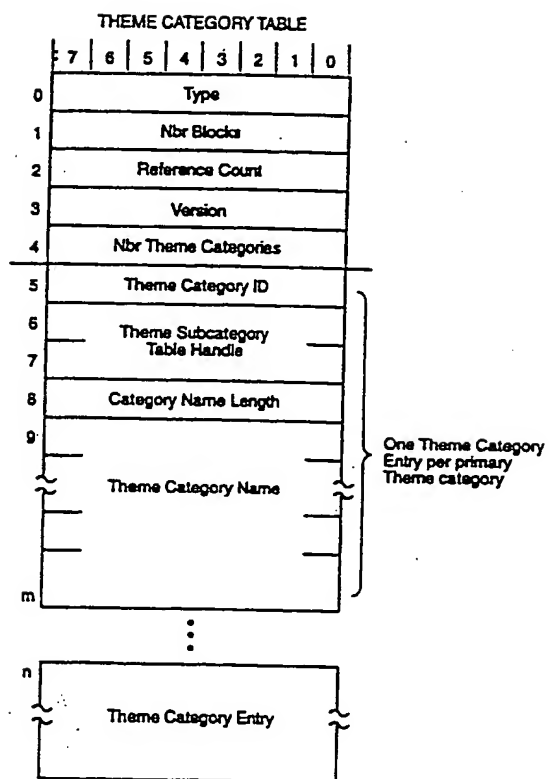 THEME CATEGORY TABLE
7 6 5 4 3 2 1 0
0 Type
1 Nbr Blocks
2 Reference Count
3 Version
4 Nbr Theme Categories
5 Theme Category ID
6 Theme Subcategory
7 Table Handle
8 Category Name Length
9
Theme Category Name
One Theme Category
Entry per primary
Theme category
m
n
Theme Category Entry